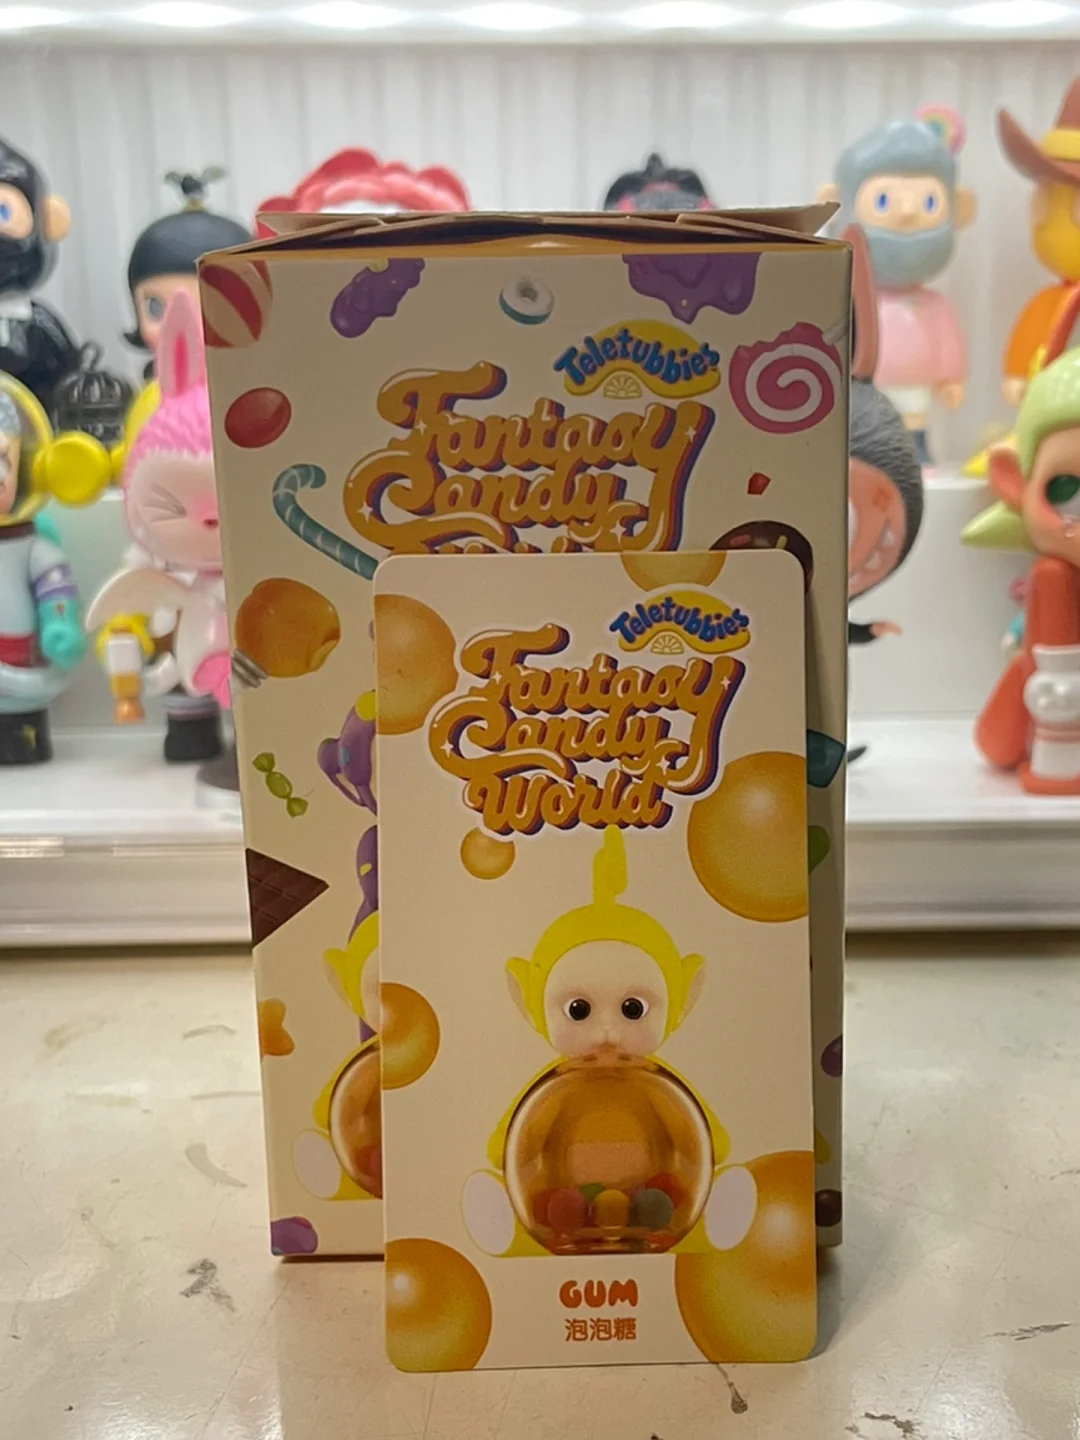 Teletubbies
Fantasy
Candy
Teletubbies
Fantasy
Candy
World
GUM
泡泡糖